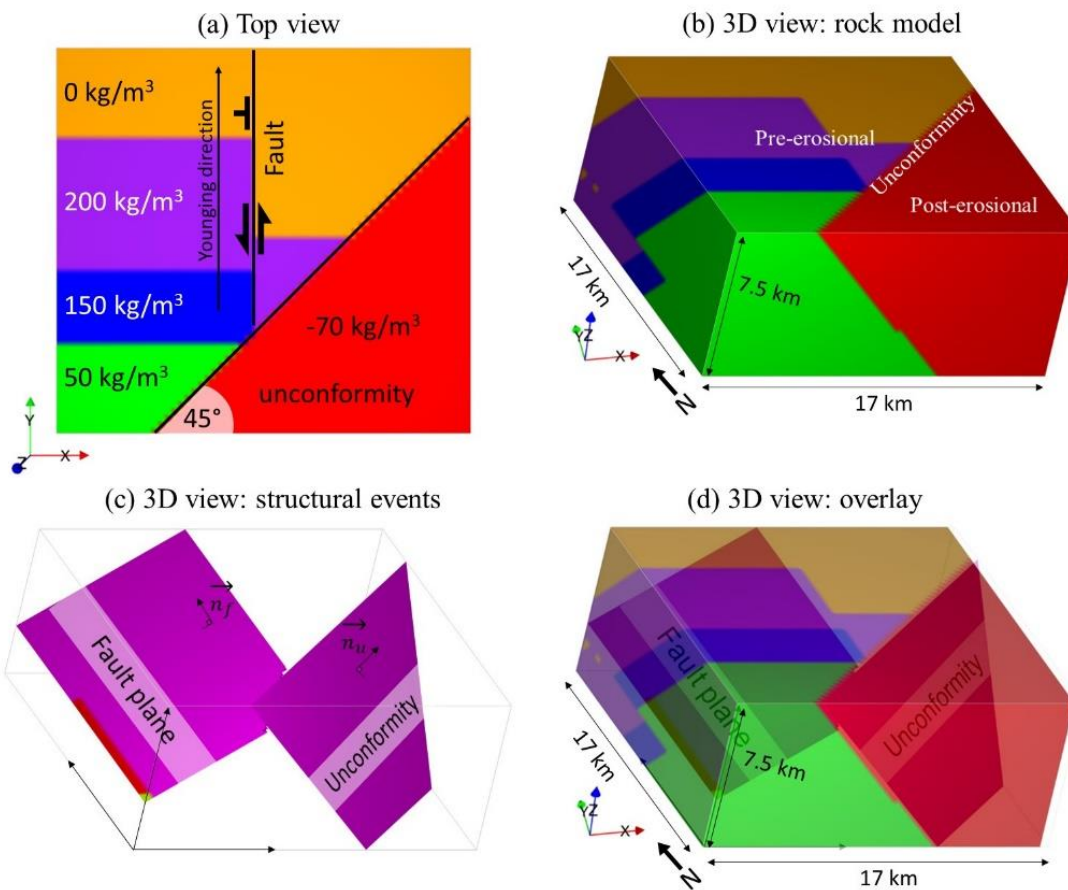 (a) Top view
0 kg/m³
200 kg/m³
150 kg/m³
50 kg/m³
Younging direction
Fault
-70 kg/m³
unconformity
45°
Y
Z
X
(b) 3D view: rock model
Pre-erosional
Unconforminty
Post-erosional
17 km
7.5 km
Y
Z
X
N
17 km
(c) 3D view: structural events
n_f
n_u
Fault plane
Unconformity
(d) 3D view: overlay
Fault plane
Unconformity
17 km
7.5 km
Y
Z
X
N
17 km